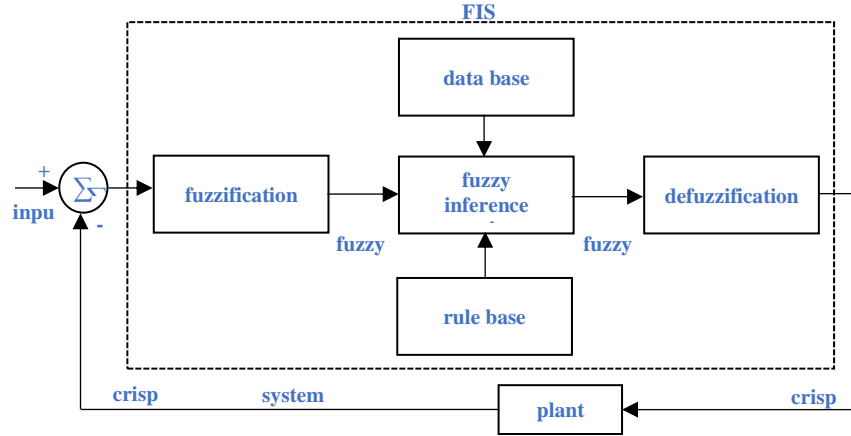 FIS
data base
+
∑
fuzzification
fuzzy
inference
defuzzification
inpu
-
fuzzy
fuzzy
rule base
crisp
system
plant
crisp